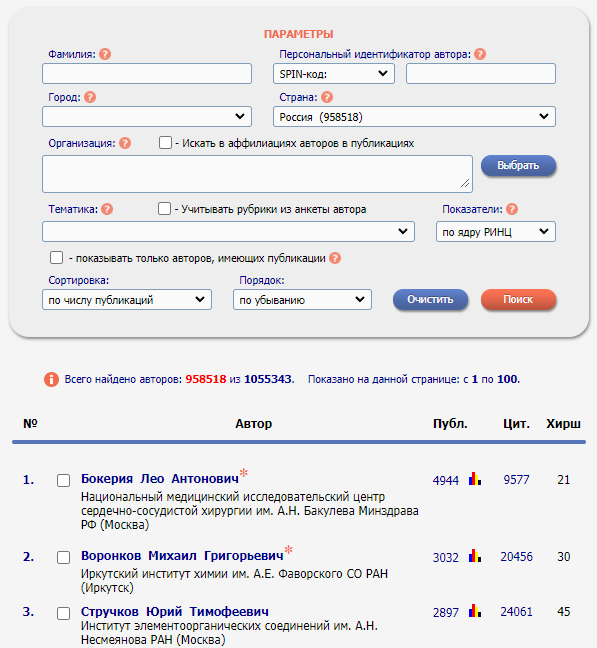 ПАРАМЕТРЫ
Фамилия: ? Персональный идентификатор автора: ?
SPIN-код:
Город: ? Страна: ?
Россия (958518)
Организация: ? - Искать в аффилиациях авторов в публикациях
Выбрать
Тематика: ? - Учитывать рубрики из анкеты автора Показатели: ?
по ядру РИНЦ
- показывать только авторов, имеющих публикации ?
Сортировка: Порядок:
по числу публикаций по убыванию Очистить Поиск
i Всего найдено авторов: 958518 из 1055343. Показано на данной странице: с 1 по 100.
№ Автор Публ. Цит. Хирш
1. Бокерия Лео Антонович* 4944 9577 21
Национальный медицинский исследовательский центр
сердечно-сосудистой хирургии им. А.Н. Бакулева Минздрава
РФ (Москва)
2. Воронков Михаил Григорьевич* 3032 20456 30
Иркутский институт химии им. А.Е. Фаворского СО РАН
(Иркутск)
3. Стручков Юрий Тимофеевич 2897 24061 45
Институт элементоорганических соединений им. А.Н.
Несмеянова РАН (Москва)